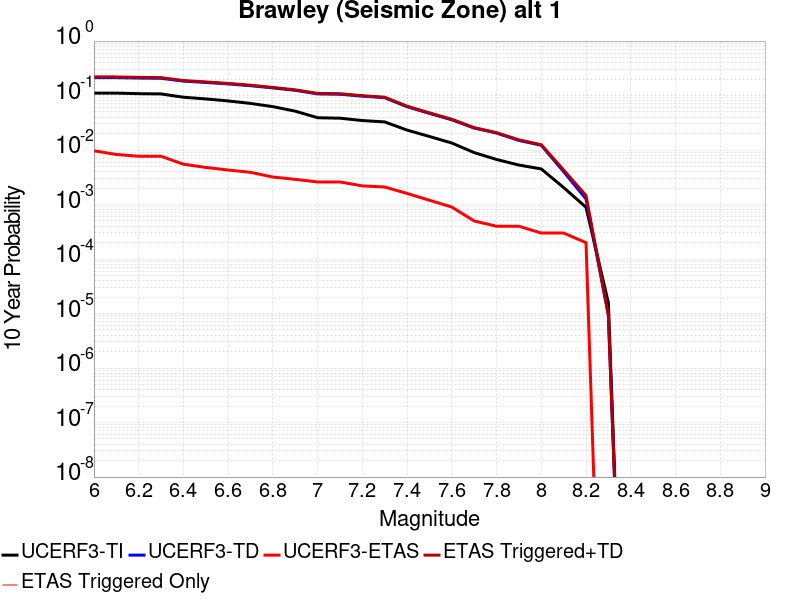 Brawley (Seismic Zone) alt 1
10 Year Probability
10^0
10^-1
10^-2
10^-3
10^-4
10^-5
10^-6
10^-7
10^-8
6 6.2 6.4 6.6 6.8 7 7.2 7.4 7.6 7.8 8 8.2 8.4 8.6 8.8 9
Magnitude
UCERF3-TI UCERF3-TD UCERF3-ETAS ETAS Triggered+TD
ETAS Triggered Only